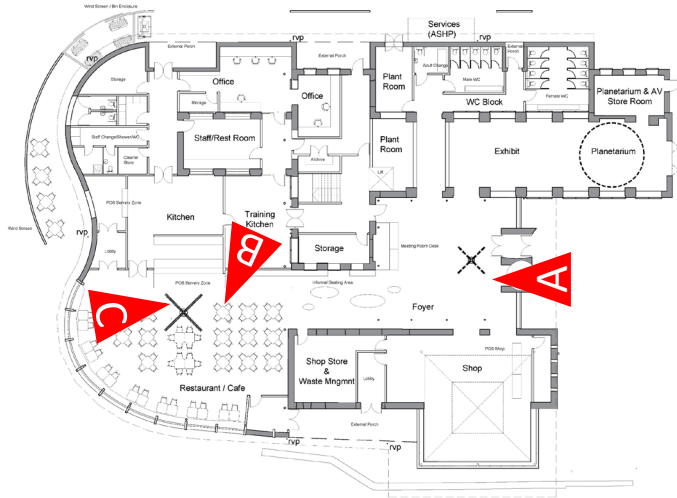 Wind Screen / Bin Enclosure
Services
(ASHP)
rvp
rvp
rvp
External Porch
External Porch
External
Porch
Storage
Office
Storage
Office
Plant
Room
Adult Change
Male WC
WC Block
Female WC
Planetarium & AV
Store Room
Staff Change/Shower/WC
Staff/Rest Room
Cleaner
Store
Archive
Plant
Room
Lift
Exhibit
Planetarium
POS Servery Zone
Kitchen
Training
Kitchen
Wind Screen
rvp
Lobby
Storage
Meeting Room Desk
B
A
C
POS Servery Zone
Informal Seating Area
Foyer
Shop Store
&
Waste Mngmnt
Lobby
POS Shop
Shop
Restaurant / Cafe
External Porch
rvp
rvp